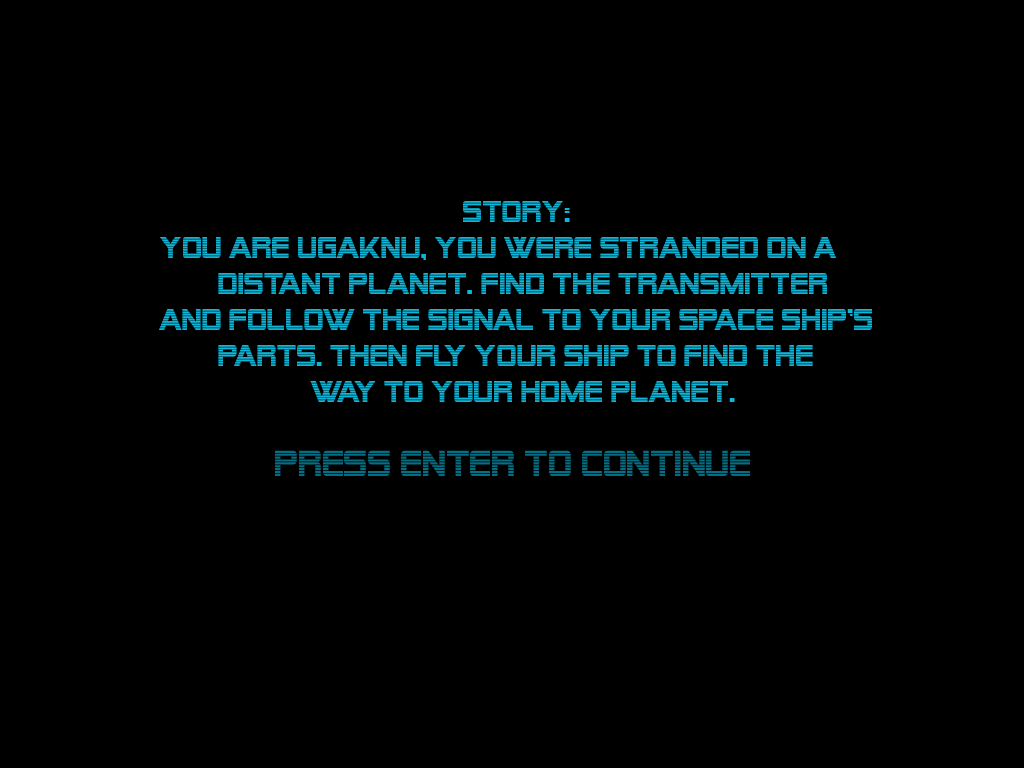 STORY:
YOU ARE UGAKNU, YOU WERE STRANDED ON A
DISTANT PLANET. FIND THE TRANSMITTER
AND FOLLOW THE SIGNAL TO YOUR SPACE SHIP'S
PARTS. THEN FLY YOUR SHIP TO FIND THE
WAY TO YOUR HOME PLANET.
PRESS ENTER TO CONTINUE